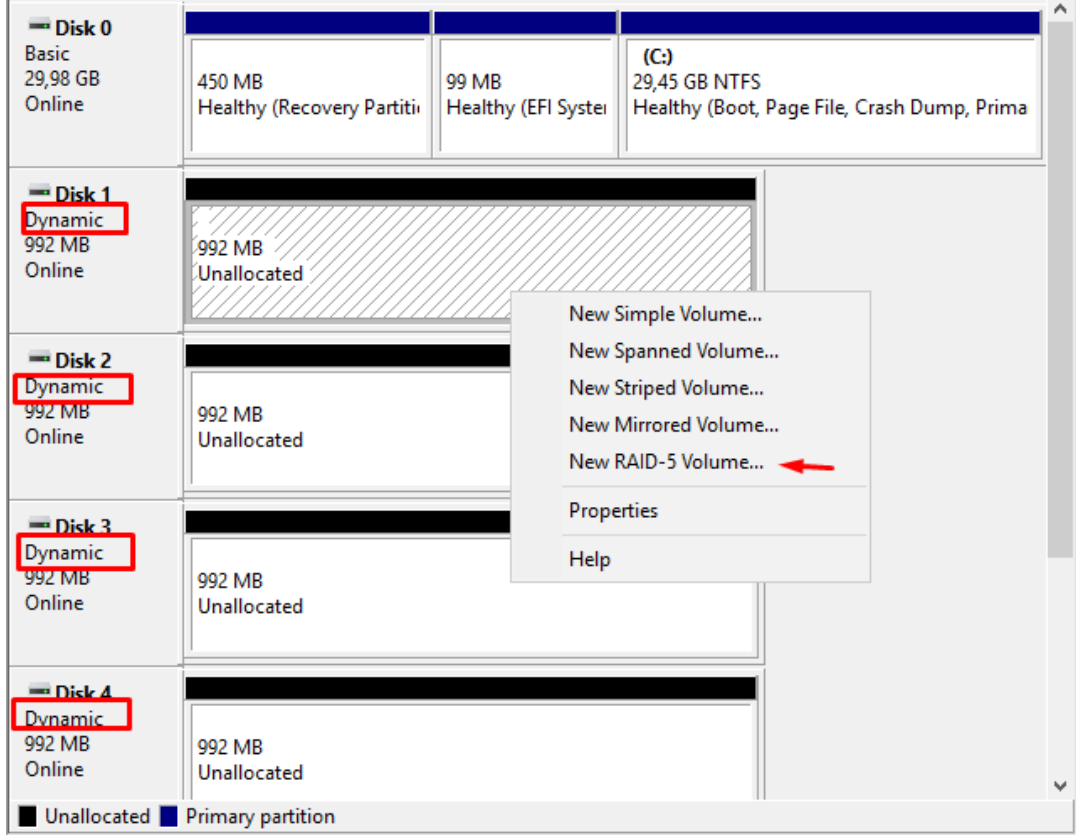 Disk 0
Basic
29,98 GB
Online
450 MB
Healthy (Recovery Partiti
99 MB
Healthy (EFI System
(C:)
29,45 GB NTFS
Healthy (Boot, Page File, Crash Dump, Prima
Disk 1
Dynamic
992 MB
Online
992 MB
Unallocated
New Simple Volume...
New Spanned Volume...
New Striped Volume...
New Mirrored Volume...
New RAID-5 Volume...
Properties
Help
Disk 2
Dynamic
992 MB
Online
992 MB
Unallocated
Disk 3
Dynamic
992 MB
Online
992 MB
Unallocated
Disk 4
Dynamic
992 MB
Online
992 MB
Unallocated
Unallocated Primary partition